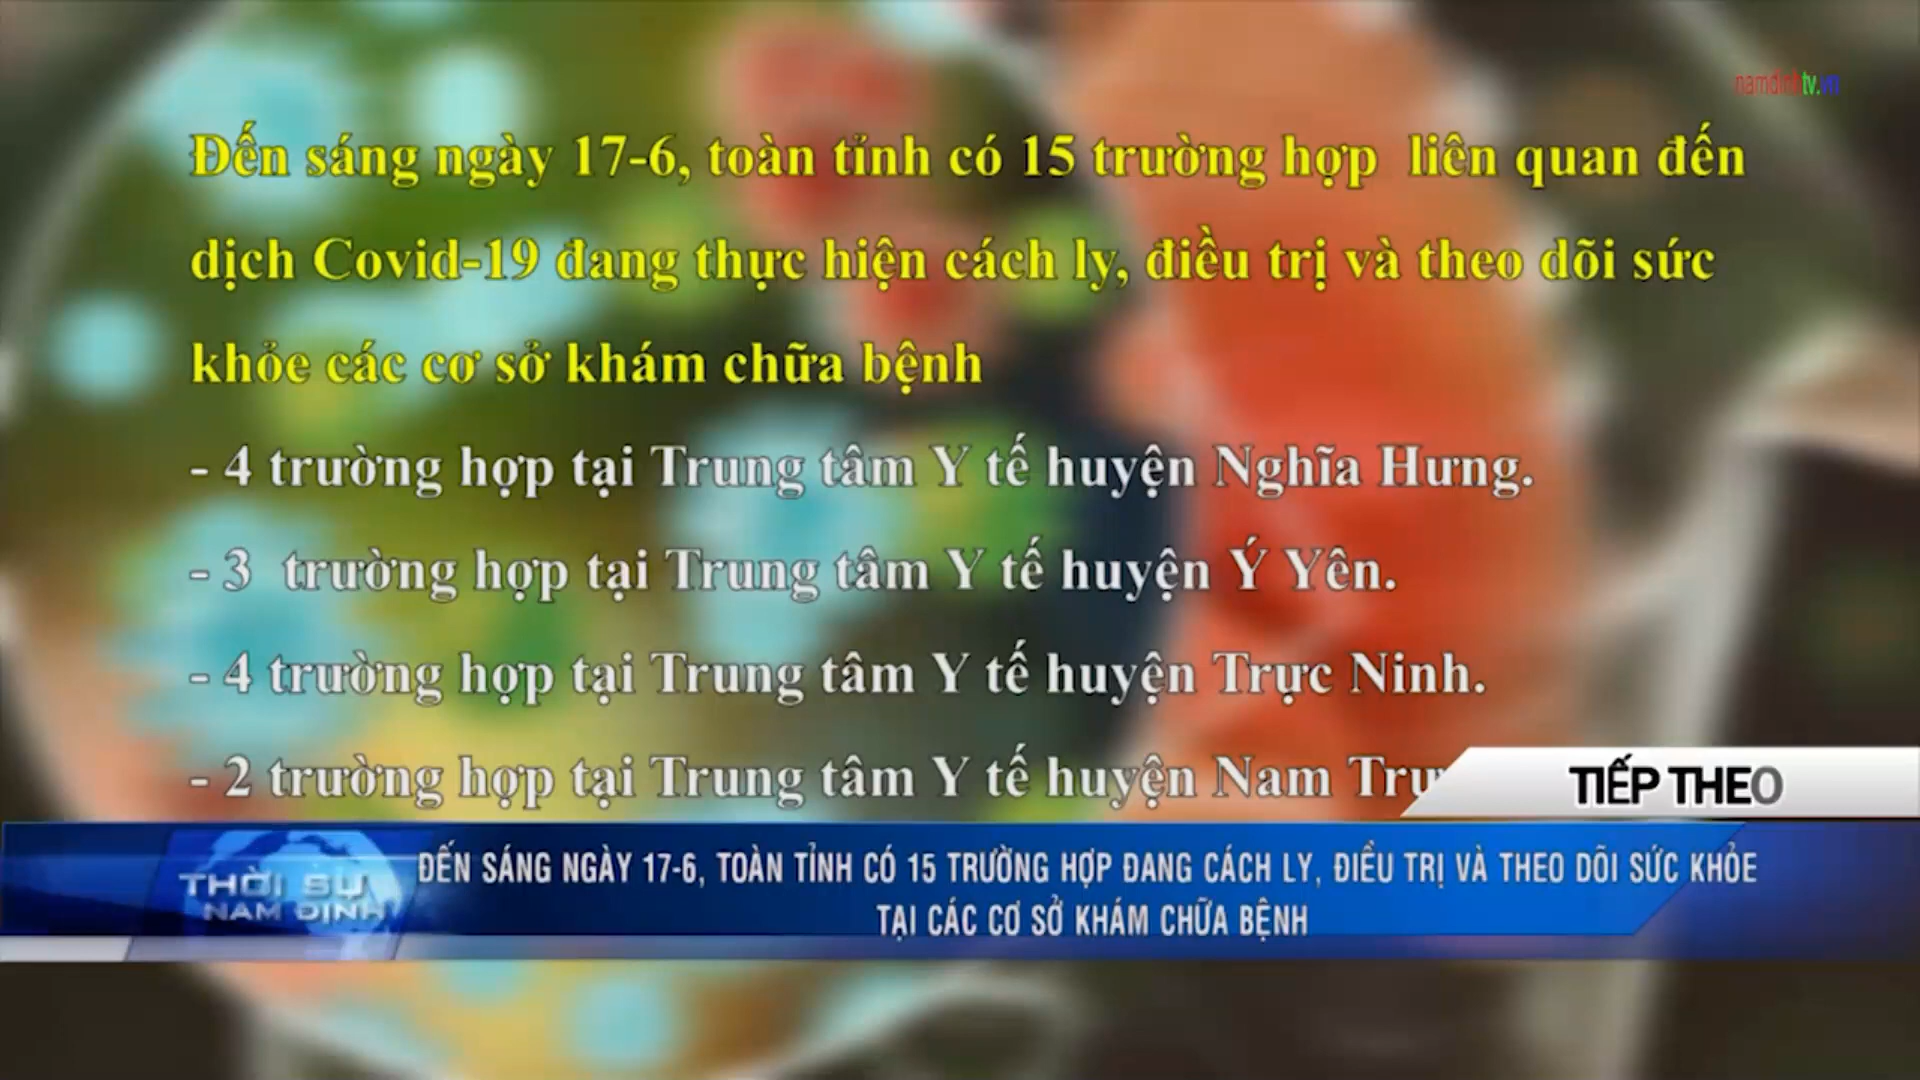 namdinhtv.vn
Đến sáng ngày 17-6, toàn tỉnh có 15 trường hợp liên quan đến
dịch Covid-19 đang thực hiện cách ly, điều trị và theo dõi sức
khỏe các cơ sở khám chữa bệnh
- 4 trường hợp tại Trung tâm Y tế huyện Nghĩa Hưng.
- 3 trường hợp tại Trung tâm Y tế huyện Ý Yên.
- 4 trường hợp tại Trung tâm Y tế huyện Trực Ninh.
- 2 trường hợp tại Trung tâm Y tế huyện Nam
TIẾP THEO
THỜI SỰ
NAM ĐỊNH
ĐẾN SÁNG NGÀY 17-6, TOÀN TỈNH CÓ 15 TRƯỜNG HỢP ĐANG CÁCH LY, ĐIỀU TRỊ VÀ THEO DÕI SỨC KHỎE
TẠI CÁC CƠ SỞ KHÁM CHỮA BỆNH